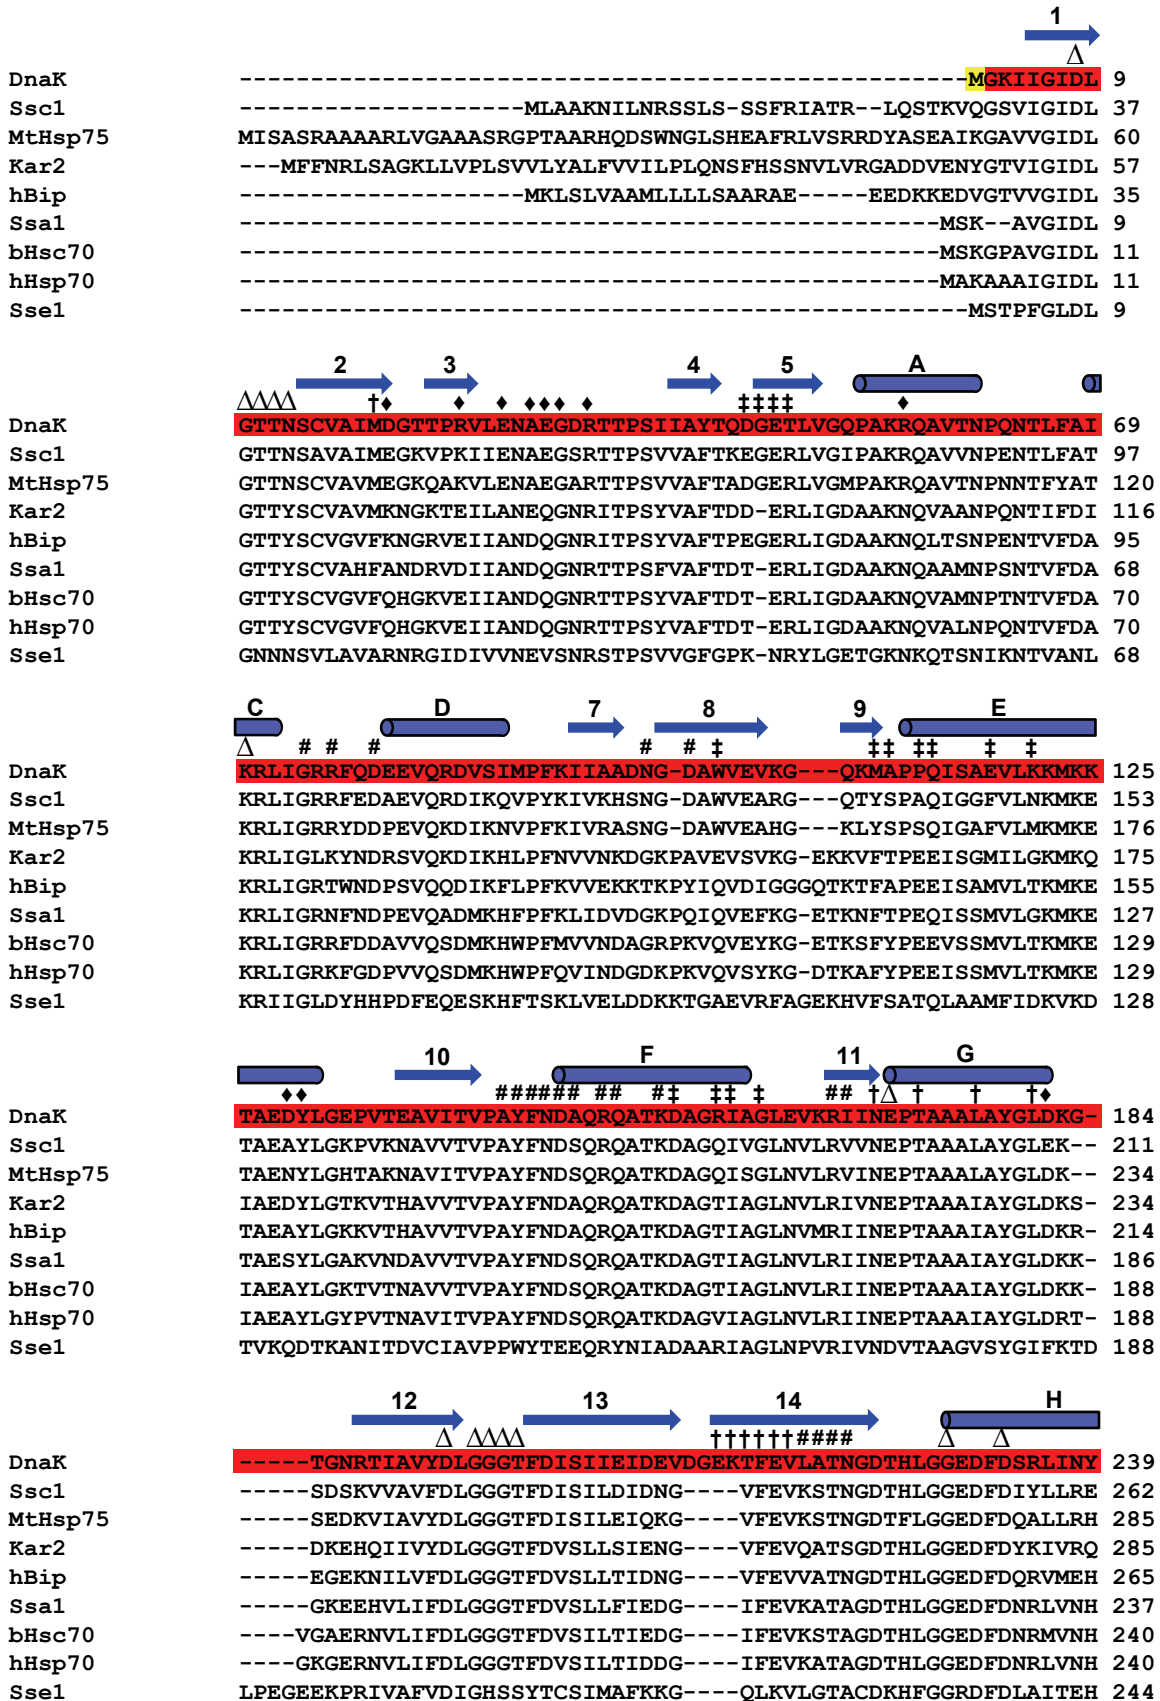 1
Δ
DnaK ---------------------------------------------------MGKIIGIDL 9
Ssc1 --------------------MLAAKNILNRSSLS-SSFRIATR--LQSTKVQGSVIGIDL 37
MtHsp75 MISASRAAAARLVGAAASRGPTAARHQDSWNGLSHEAFRLVSRRDYASEAIKGAVVGIDL 60
Kar2 ---MFFNRLSAGKLLVPLSVVLYALFVVILPLQNSFHSSNVLVRGADDVENYGTVIGIDL 57
hBip --------------------MKLSLVAAMLLLLSAARAE-----EEDKKEDVGTVVGIDL 35
Ssa1 -------------------------------------------------MSK--AVGIDL 9
bHsc70 -------------------------------------------------MSKGPAVGIDL 11
hHsp70 -------------------------------------------------MAKAAAIGIDL 11
Sse1 ---------------------------------------------------MSTPFGLDL 9
2 3 4 5 A
ΔΔΔΔ †♦ ♦ ♦ ♦♦♦ ♦ ‡‡‡‡ ♦
DnaK GTTNSCVAIMDGTTPRVLENAEGDRTTPSIIAYTQDGETLVGQPAKRQAVTNPQNTLFAI 69
Ssc1 GTTNSAVAIMEGKVPKIIENAEGSRTTPSVVAFTKEGERLVGIPAKRQAVVNPENTLFAT 97
MtHsp75 GTTNSCVAVMEGKQAKVLENAEGARTTPSVVAFTADGERLVGMPAKRQAVTNPNNTFYAT 120
Kar2 GTTYSCVAVMKNGKTEILANEQGNRITPSYVAFTDD-ERLIGDAAKNQVAANPQNTIFDI 116
hBip GTTYSCVGVFKNGRVEIIANDQGNRITPSYVAFTPEGERLIGDAAKNQLTSNPENTVFDA 95
Ssa1 GTTYSCVAHFANDRVDIIANDQGNRTTPSFVAFTDT-ERLIGDAAKNQAAMNPSNTVFDA 68
bHsc70 GTTYSCVGVFQHGKVEIIANDQGNRTTPSYVAFTDT-ERLIGDAAKNQVAMNPTNTVFDA 70
hHsp70 GTTYSCVGVFQHGKVEIIANDQGNRTTPSYVAFTDT-ERLIGDAAKNQVALNPQNTVFDA 70
Sse1 GNNNSVLAVARNRGIDIVVNEVSNRSTPSVVGFGPK-NRYLGETGKNKQTSNIKNTVANL 68
C D 7 8 9 E
Δ # # # # # ‡ ‡‡ ‡‡ ‡ ‡
DnaK KRLIGRRFQDEEVQRDVSIMPFKIIAADNG-DAWVEVKG---QKMAPPQISAEVLKKMKK 125
Ssc1 KRLIGRRFEDAEVQRDIKQVPYKIVKHSNG-DAWVEARG---QTYSPAQIGGFVLNKMKE 153
MtHsp75 KRLIGRRYDDPEVQKDIKNVPFKIVRASNG-DAWVEAHG---KLYSPSQIGAFVLMKMKE 176
Kar2 KRLIGLKYNDRSVQKDIKHLPFNVVNKDGKPAVEVSVKG-EKKVFTPEEISGMILGKMKQ 175
hBip KRLIGRTWNDPSVQQDIKFLPFKVVEKKTKPYIQVDIGGGQTKTFAPEEISAMVLTKMKE 155
Ssa1 KRLIGRNFNDPEVQADMKHFPFKLIDVDGKPQIQVEFKG-ETKNFTPEQISSMVLGKMKE 127
bHsc70 KRLIGRRFDDAVVQSDMKHWPFMVVNDAGRPKVQVEYKG-ETKSFYPEEVSSMVLTKMKE 129
hHsp70 KRLIGRKFGDPVVQSDMKHWPFQVINDGDKPKVQVSYKG-DTKAFYPEEISSMVLTKMKE 129
Sse1 KRIIGLDYHHPDFEQESKHFTSKLVELDDKKTGAEVRFAGEKHVFSATQLAAMFIDKVKD 128
10 F 11 G
♦♦ ###### ## #‡ ‡‡ ‡ ## †Δ † † †♦
DnaK TAEDYLGEPVTEAVITVPAYFNDAQRQATKDAGRIAGLEVKRIINEPTAAALAYGLDKG- 184
Ssc1 TAEAYLGKPVKNAVVTVPAYFNDSQRQATKDAGQIVGLNVLRVVNEPTAAALAYGLEK-- 211
MtHsp75 TAENYLGHTAKNAVITVPAYFNDSQRQATKDAGQISGLNVLRVINEPTAAALAYGLDK-- 234
Kar2 IAEDYLGTKVTHAVVTVPAYFNDAQRQATKDAGTIAGLNVLRIVNEPTAAAIAYGLDKS- 234
hBip TAEAYLGKKVTHAVVTVPAYFNDAQRQATKDAGTIAGLNVMRIINEPTAAAIAYGLDKR- 214
Ssa1 TAESYLGAKVNDAVVTVPAYFNDSQRQATKDAGTIAGLNVLRIINEPTAAAIAYGLDKK- 186
bHsc70 IAEAYLGKTVTNAVVTVPAYFNDSQRQATKDAGTIAGLNVLRIINEPTAAAIAYGLDKK- 188
hHsp70 IAEAYLGYPVTNAVITVPAYFNDSQRQATKDAGVIAGLNVLRIINEPTAAAIAYGLDRT- 188
Sse1 TVKQDTKANITDVCIAVPPWYTEEQRYNIADAARIAGLNPVRIVNDVTAAGVSYGIFKTD 188
12 13 14 H
Δ ΔΔΔΔ ††††††#### Δ Δ
DnaK -----TGNRTIAVYDLGGGTFDISIIEIDEVDGEKTFEVLATNGDTHLGGEDFDSRLINY 239
Ssc1 -----SDSKVVAVFDLGGGTFDISILDIDNG----VFEVKSTNGDTHLGGEDFDIYLLRE 262
MtHsp75 -----SEDKVIAVYDLGGGTFDISILEIQKG----VFEVKSTNGDTFLGGEDFDQALLRH 285
Kar2 -----DKEHQIIVYDLGGGTFDVSLLSIENG----VFEVQATSGDTHLGGEDFDYKIVRQ 285
hBip -----EGEKNILVFDLGGGTFDVSLLTIDNG----VFEVVATNGDTHLGGEDFDQRVMEH 265
Ssa1 -----GKEEHVLIFDLGGGTFDVSLLFIEDG----IFEVKATAGDTHLGGEDFDNRLVNH 237
bHsc70 ----VGAERNVLIFDLGGGTFDVSILTIEDG----IFEVKSTAGDTHLGGEDFDNRMVNH 240
hHsp70 ----GKGERNVLIFDLGGGTFDVSILTIDDG----IFEVKATAGDTHLGGEDFDNRLVNH 240
Sse1 LPEGEEKPRIVAFVDIGHSSYTCSIMAFKKG----QLKVLGTACDKHFGGRDFDLAITEH 244